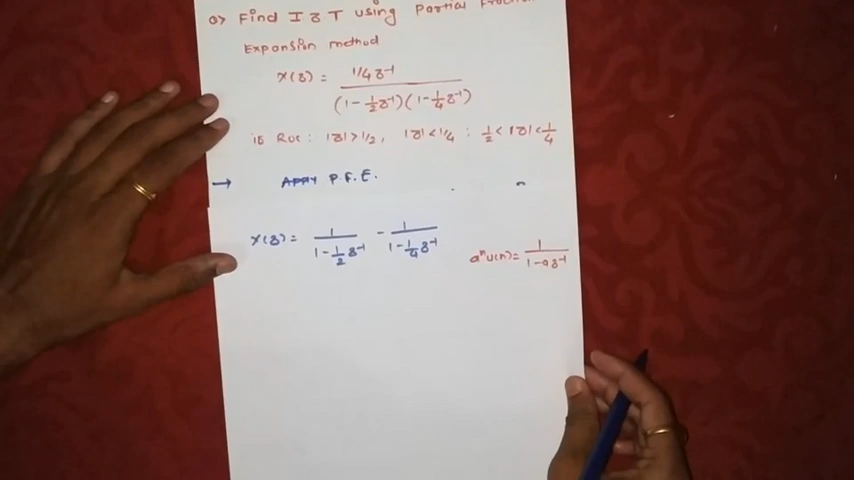 Q> Find I Z T using Partial Fraction
Expansion method
X(z) = 1/4 z⁻¹ / (1 - 1/2 z⁻¹)(1 - 1/4 z⁻¹)
if ROC: |z| > 1/2, |z| < 1/4 : 1/2 < |z| < 1/4
→ Apply P.F.E.
X(z) = 1 / (1 - 1/2 z⁻¹) - 1 / (1 - 1/4 z⁻¹)
aⁿu(n) = 1 / (1 - az⁻¹)